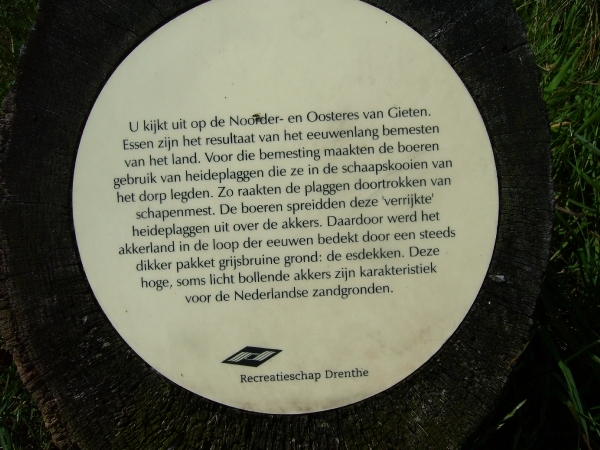 U kijkt uit op de Noorder- en Oosteres van Gieten.
Essen zijn het resultaat van het eeuwenlang bemesten
van het land. Voor die bemesting maakten de boeren
gebruik van heideplaggen die ze in de schaapskooien van
het dorp legden. Zo raakten de plaggen doortrokken van
schapenmest. De boeren spreidden deze 'verrijkte'
heideplaggen uit over de akkers. Daardoor werd het
akkerland in de loop der eeuwen bedekt door een steeds
dikker pakket grijsbruine grond: de esdekken. Deze
hoge, soms licht bollende akkers zijn karakteristiek
voor de Nederlandse zandgronden.
Recreatieschap Drenthe